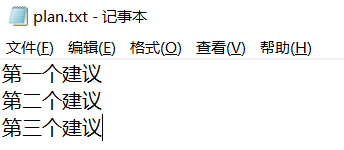 plan.txt - 记事本
文件(F) 编辑(E) 格式(O) 查看(V) 帮助(H)
第一个建议
第二个建议
第三个建议